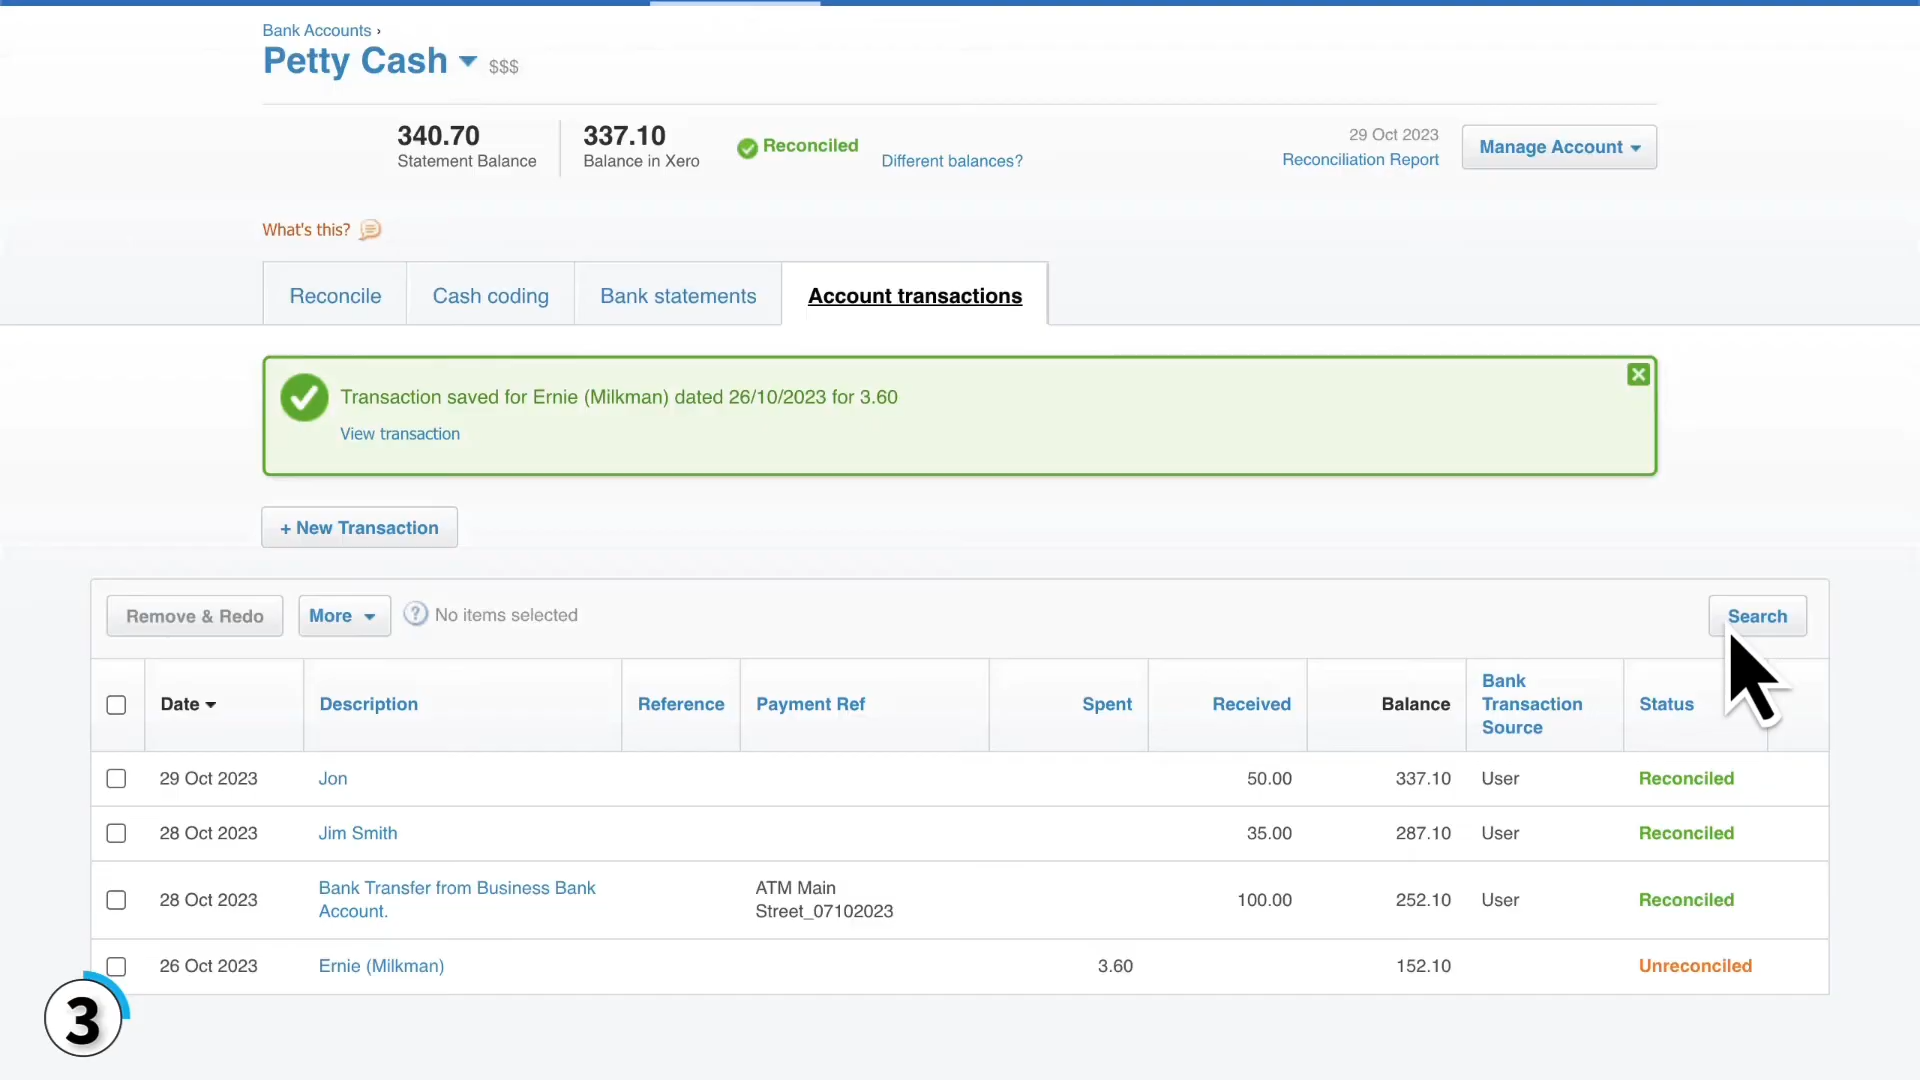 Bank Accounts ›
Petty Cash $$$
340.70
Statement Balance
337.10
Balance in Xero
Reconciled
Different balances?
29 Oct 2023
Reconciliation Report
Manage Account
What's this?
Reconcile
Cash coding
Bank statements
Account transactions
Transaction saved for Ernie (Milkman) dated 26/10/2023 for 3.60
View transaction
+ New Transaction
Remove & Redo
More
? No items selected
Search
Date
Description
Reference
Payment Ref
Spent
Received
Balance
Bank
Transaction
Source
Status
29 Oct 2023 Jon 50.00 337.10 User Reconciled
28 Oct 2023 Jim Smith 35.00 287.10 User Reconciled
28 Oct 2023
Bank Transfer from Business Bank
Account.
ATM Main
Street_07102023
100.00 252.10 User Reconciled
26 Oct 2023 Ernie (Milkman) 3.60 152.10 Unreconciled
3